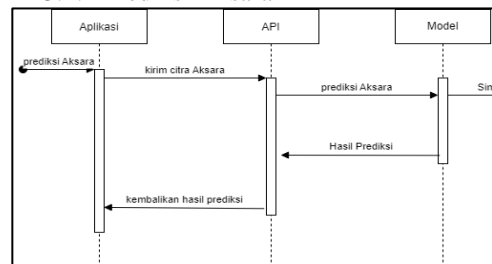 Aplikasi
API
Model
prediksi Aksara
kirim citra Aksara
prediksi Aksara
Hasil Prediksi
kembalikan hasil prediksi